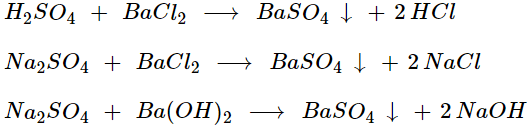 H₂SO₄ + BaCl₂ ⟶ BaSO₄ ↓ + 2 HCl
Na₂SO₄ + BaCl₂ ⟶ BaSO₄ ↓ + 2 NaCl
Na₂SO₄ + Ba(OH)₂ ⟶ BaSO₄ ↓ + 2 NaOH